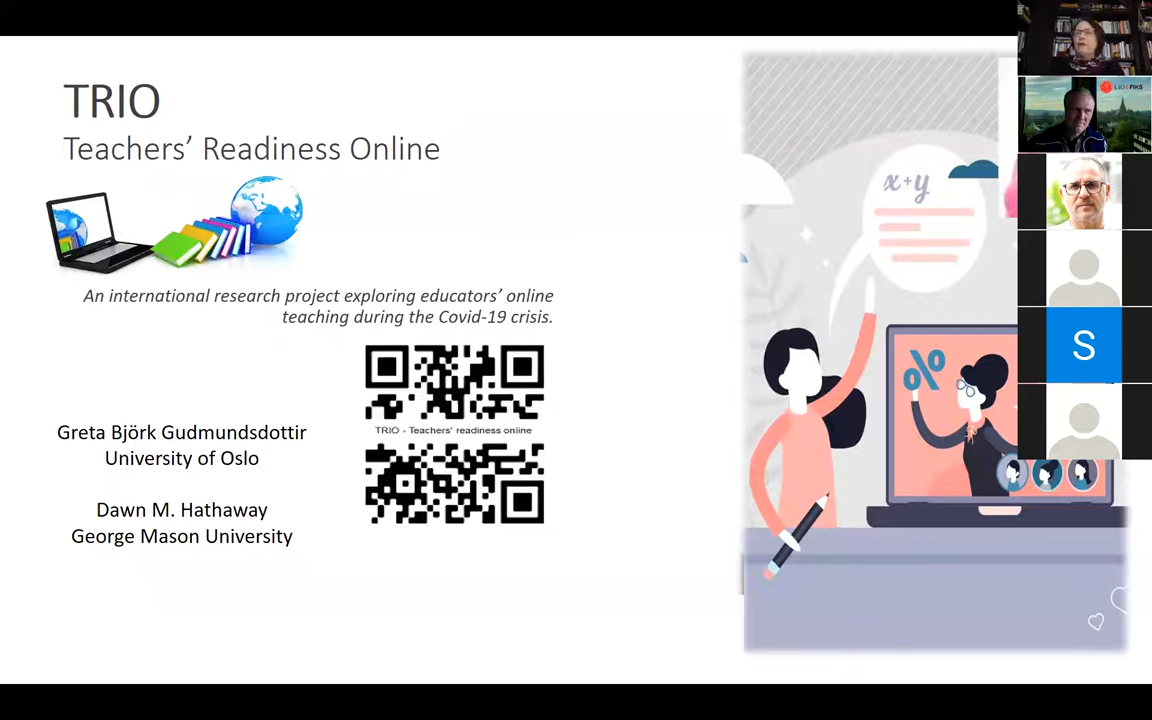 TRIO
Teachers' Readiness Online
An international research project exploring educators' online
teaching during the Covid-19 crisis.
TRIO - Teachers' readiness online
Greta Björk Gudmundsdottir
University of Oslo
Dawn M. Hathaway
George Mason University
x+y
%
S